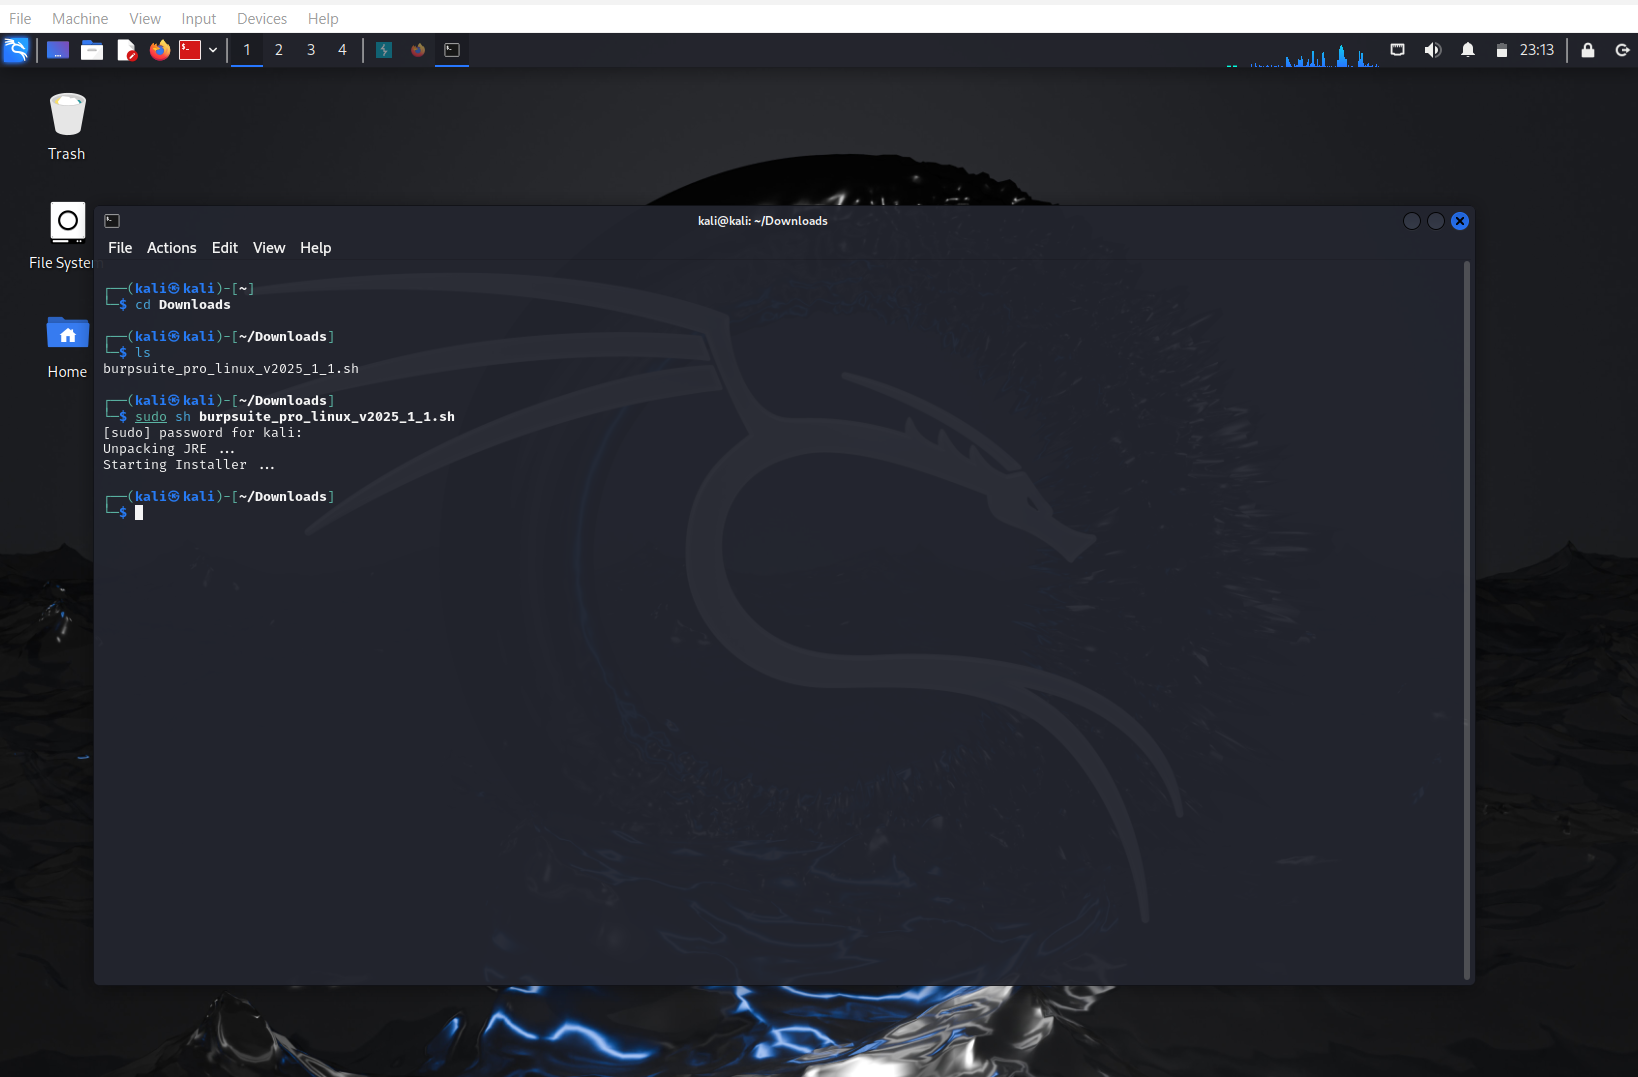 File Machine View Input Devices Help
1 2 3 4 23:13
Trash
File System
Home
kali@kali: ~/Downloads
File Actions Edit View Help
┌──(kali㉿kali)-[~]
└─$ cd Downloads
┌──(kali㉿kali)-[~/Downloads]
└─$ ls
burpsuite_pro_linux_v2025_1_1.sh
┌──(kali㉿kali)-[~/Downloads]
└─$ sudo sh burpsuite_pro_linux_v2025_1_1.sh
[sudo] password for kali:
Unpacking JRE ...
Starting Installer ...
┌──(kali㉿kali)-[~/Downloads]
└─$